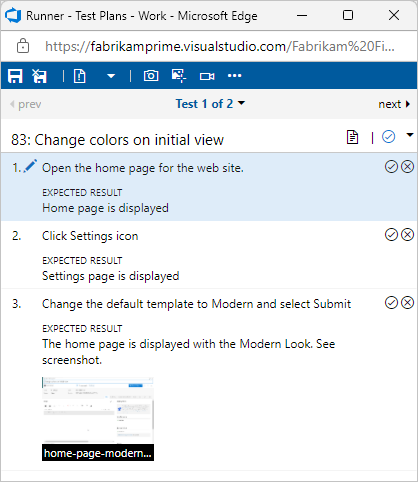 Runner - Test Plans - Work - Microsoft Edge
https://fabrikamprime.visualstudio.com/Fabrikam%20Fi...
prev
Test 1 of 2
next
83: Change colors on initial view
1. Open the home page for the web site.
EXPECTED RESULT
Home page is displayed
2. Click Settings icon
EXPECTED RESULT
Settings page is displayed
3. Change the default template to Modern and select Submit
EXPECTED RESULT
The home page is displayed with the Modern Look. See
screenshot.
home-page-modern...